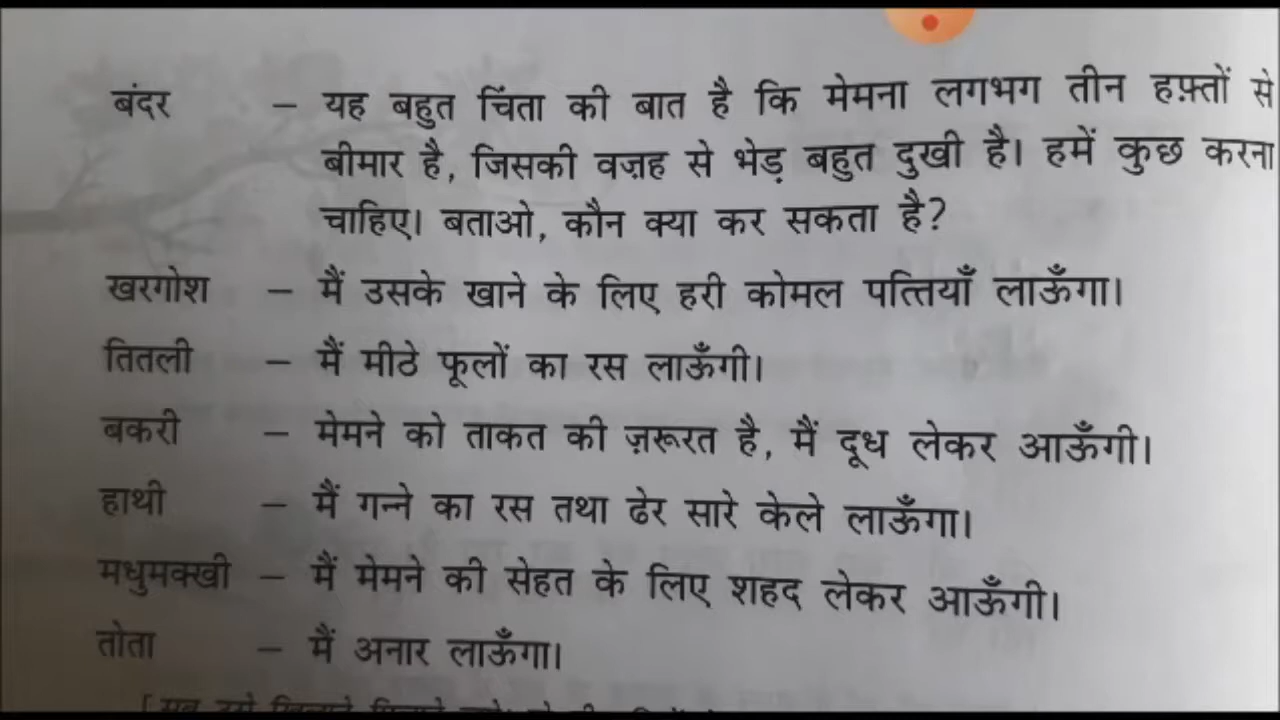 बंदर – यह बहुत चिंता की बात है कि मेमना लगभग तीन हफ़्तों से
बीमार है, जिसकी वज़ह से भेड़ बहुत दुखी है। हमें कुछ करना
चाहिए। बताओ, कौन क्या कर सकता है?
खरगोश – मैं उसके खाने के लिए हरी कोमल पत्तियाँ लाऊँगा।
तितली – मैं मीठे फूलों का रस लाऊँगी।
बकरी – मेमने को ताकत की ज़रूरत है, मैं दूध लेकर आऊँगी।
हाथी – मैं गन्ने का रस तथा ढेर सारे केले लाऊँगा।
मधुमक्खी – मैं मेमने की सेहत के लिए शहद लेकर आऊँगी।
तोता – मैं अनार लाऊँगा।